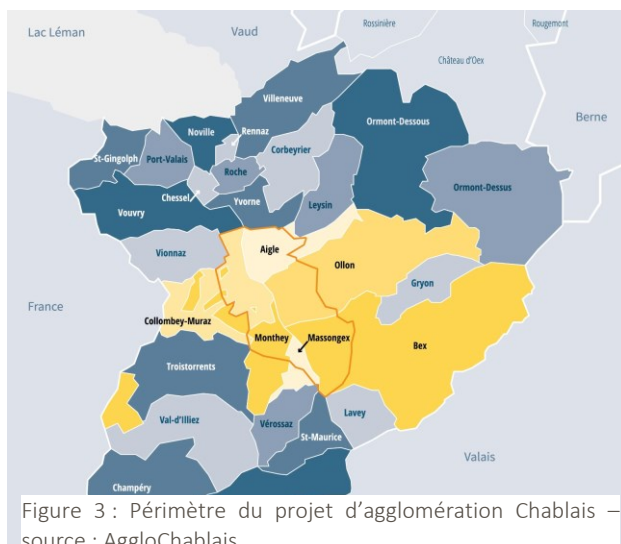 Rossinière
Rougemont
Lac Léman
Vaud
Château d'Oex
Villeneuve
Berne
Ormont-Dessous
Noville
Rennaz
Corbeyrier
St-Gingolph
Port-Valais
Roche
Ormont-Dessus
Chessel
Yvorne
Leysin
Vouvry
Aigle
Vionnaz
Ollon
Gryon
France
Collombey-Muraz
Monthey
Massongex
Bex
Troistorrents
Val-d'Illiez
Vérossaz
Lavey
St-Maurice
Valais
Champéry
Figure 3 : Périmètre du projet d'agglomération Chablais –
source : AggloChablais